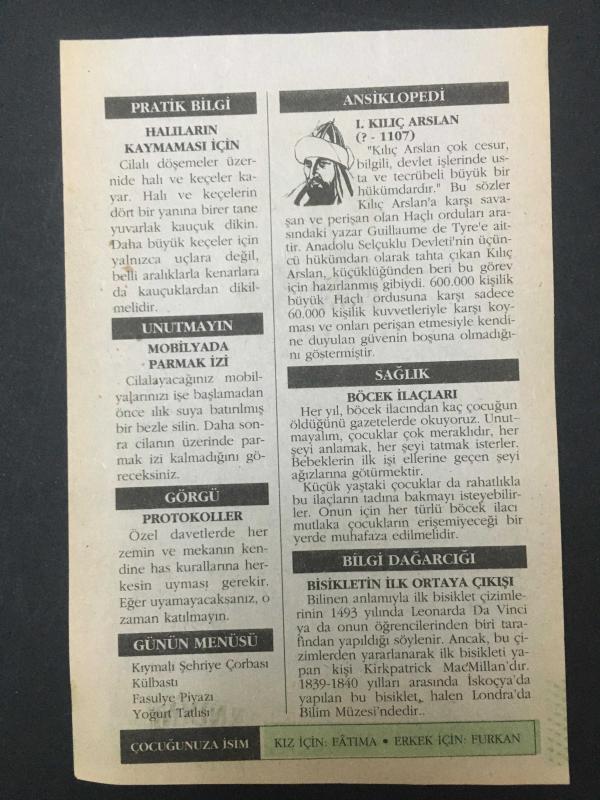 PRATİK BİLGİ
HALILARIN
KAYMAMASI İÇİN
Cilalı döşemeler üzer-
nide halı ve keçeler ka-
yar. Halı ve keçelerin
dört bir yanına birer tane
yuvarlak kauçuk dikin.
Daha büyük keçeler için
yalnızca uçlara değil,
belli aralıklarla kenarlara
da kauçuklardan dikil-
melidir.
UNUTMAYIN
MOBİLYADA
PARMAK İZİ
Cilalayacağınız mobil-
yalarınızı işe başlamadan
önce ılık suya batırılmış
bir bezle silin. Daha son-
ra cilanın üzerinde par-
mak izi kalmadığını gö-
receksiniz.
GÖRGÜ
PROTOKOLLER
Özel davetlerde her
zemin ve mekanın ken-
dine has kurallarına her-
kesin uyması gerekir.
Eğer uyamayacaksanız, o
zaman katılmayın.
GÜNÜN MENÜSÜ
Kıymalı Şehriye Çorbası
Külbastı
Fasulye Piyazı
Yoğurt Tatlısı
ANSİKLOPEDİ
I. KILIÇ ARSLAN
(? - 1107)
"Kılıç Arslan çok cesur,
bilgili, devlet işlerinde us-
ta ve tecrübeli büyük bir
hükümdardır." Bu sözler
Kılıç Arslan'a karşı sava-
şan ve perişan olan Haçlı orduları ara-
sındaki yazar Guillaume de Tyre'e ait-
tir. Anadolu Selçuklu Devleti'nin üçün-
cü hükümdarı olarak tahta çıkan Kılıç
Arslan, küçüklüğünden beri bu görev
için hazırlanmış gibiydi. 600.000 kişilik
büyük Haçlı ordusuna karşı sadece
60.000 kişilik kuvvetleriyle karşı koy-
ması ve onları perişan etmesiyle kendi-
ne duyulan güvenin boşuna olmadığı-
nı göstermiştir.
SAĞLIK
BÖCEK İLAÇLARI
Her yıl, böcek ilacından kaç çocuğun
öldüğünü gazetelerde okuyoruz. Unut-
mayalım, çocuklar çok meraklıdır, her
şeyi anlamak, her şeyi tatmak isterler.
Bebeklerin ilk işi ellerine geçen şeyi
ağızlarına götürmektir.
Küçük yaştaki çocuklar da rahatlıkla
bu ilaçların tadına bakmayı isteyebilir-
ler. Onun için her türlü böcek ilacı
mutlaka çocukların erişemiyeceği bir
yerde muhafaza edilmelidir.
BİLGİ DAĞARCIĞI
BİSİKLETİN İLK ORTAYA ÇIKIŞI
Bilinen anlamıyla ilk bisiklet çizimle-
rinin 1493 yılında Leonarda Da Vinci
ya da onun öğrencilerinden biri tara-
fından yapıldığı söylenir. Ancak, bu çi-
zimlerden yararlanarak ilk bisikleti ya-
pan kişi Kirkpatrick MacMillan'dır.
1839-1840 yılları arasında İskoçya'da
yapılan bu bisiklet, halen Londra'da
Bilim Müzesi'ndedir..
ÇOCUĞUNUZA İSİM
KIZ İÇİN: FÂTIMA • ERKEK İÇİN: FURKAN